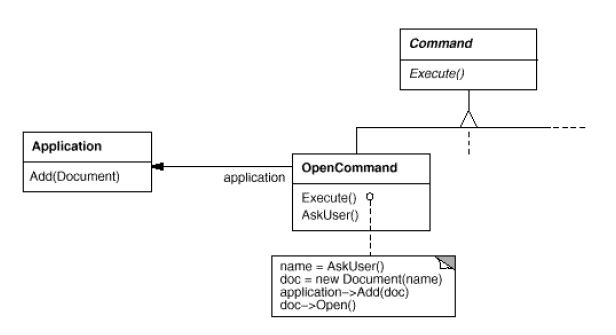 Command
Execute()
Application
Add(Document)
application
OpenCommand
Execute()
AskUser()
name = AskUser()
doc = new Document(name)
application->Add(doc)
doc->Open()